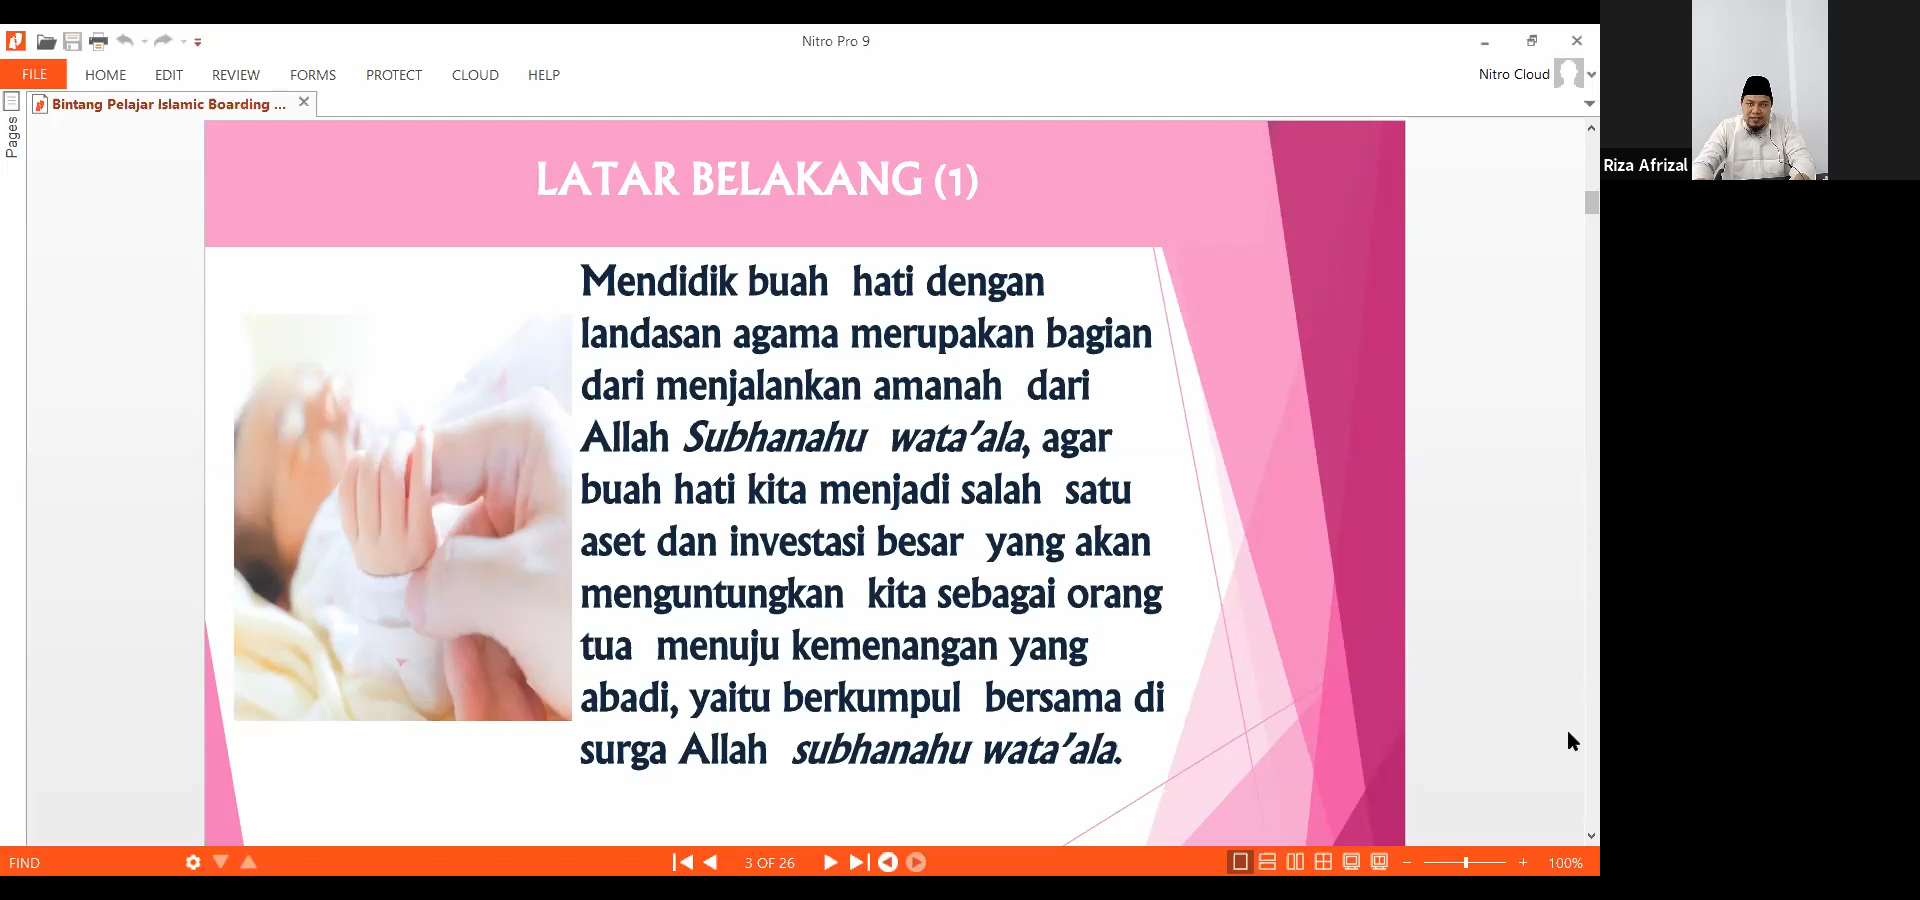 Nitro Pro 9
FILE HOME EDIT REVIEW FORMS PROTECT CLOUD HELP
Nitro Cloud
Bintang Pelajar Islamic Boarding ...
Pages
LATAR BELAKANG (1)
Mendidik buah hati dengan
landasan agama merupakan bagian
dari menjalankan amanah dari
Allah Subhanahu wata’ala, agar
buah hati kita menjadi salah satu
aset dan investasi besar yang akan
menguntungkan kita sebagai orang
tua menuju kemenangan yang
abadi, yaitu berkumpul bersama di
surga Allah subhanahu wata’ala.
Riza Afrizal
FIND
3 OF 26
100%